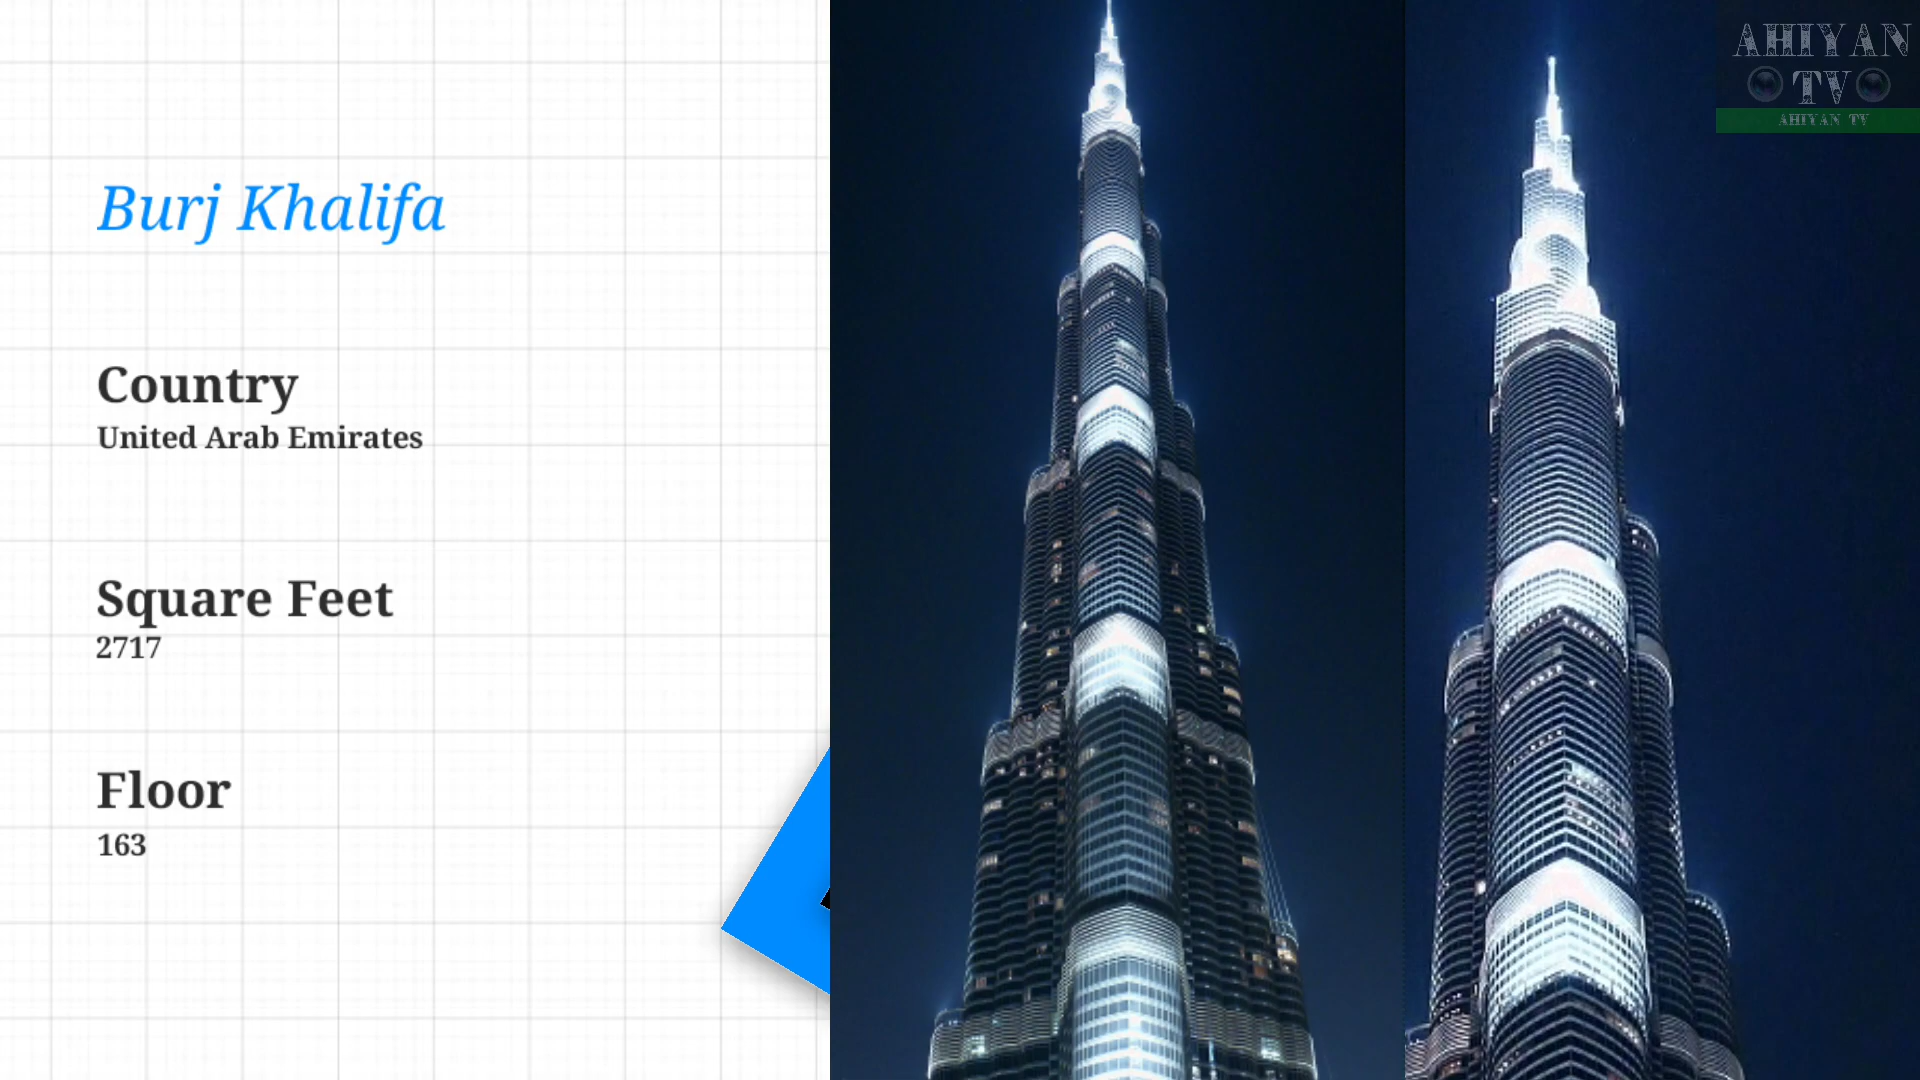 Burj Khalifa
Country
United Arab Emirates
Square Feet
2717
Floor
163
AHIYAN
TV
AHIYAN TV